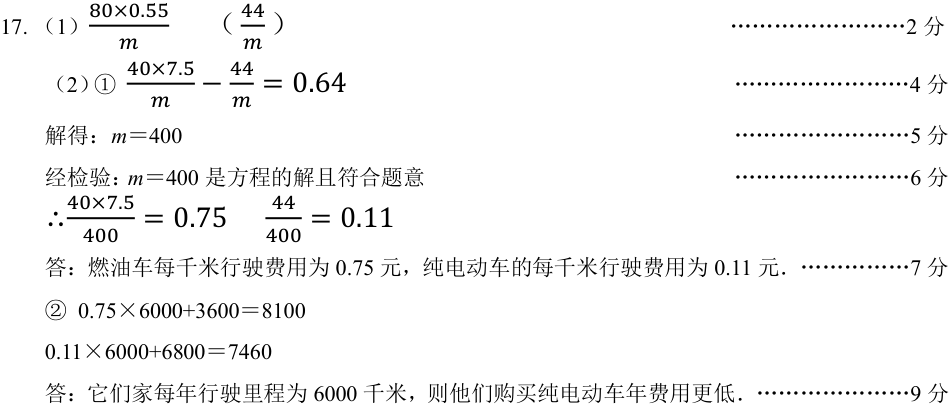 17.（1）\frac{80×0.55}{m} （\frac{44}{m}） ……………………2 分
（2）① \frac{40×7.5}{m} − \frac{44}{m} = 0.64 ……………………4 分
解得：m＝400 ……………………5 分
经检验：m＝400 是方程的解且符合题意 ……………………6 分
∴\frac{40×7.5}{400} = 0.75 \frac{44}{400} = 0.11
答：燃油车每千米行驶费用为 0.75 元，纯电动车的每千米行驶费用为 0.11 元．……………7 分
② 0.75×6000+3600＝8100
0.11×6000+6800＝7460
答：它们家每年行驶里程为 6000 千米，则他们购买纯电动车年费用更低．…………………9 分